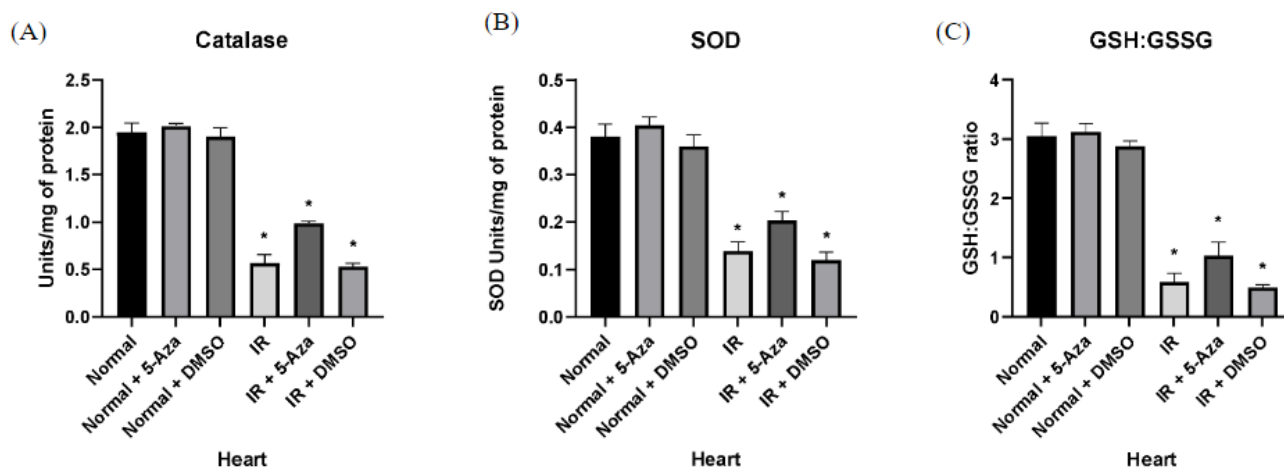 (A)
Catalase
Units/mg of protein
2.5
2.0
1.5
1.0
0.5
0.0
*
*
*
Normal
Normal + 5-Aza
Normal + DMSO
IR
IR + 5-Aza
IR + DMSO
Heart
(B)
SOD
SOD Units/mg of protein
0.5
0.4
0.3
0.2
0.1
0.0
*
*
*
Normal
Normal + 5-Aza
Normal + DMSO
IR
IR + 5-Aza
IR + DMSO
Heart
(C)
GSH:GSSG
GSH:GSSG ratio
4
3
2
1
0
*
*
*
Normal
Normal + 5-Aza
Normal + DMSO
IR
IR + 5-Aza
IR + DMSO
Heart